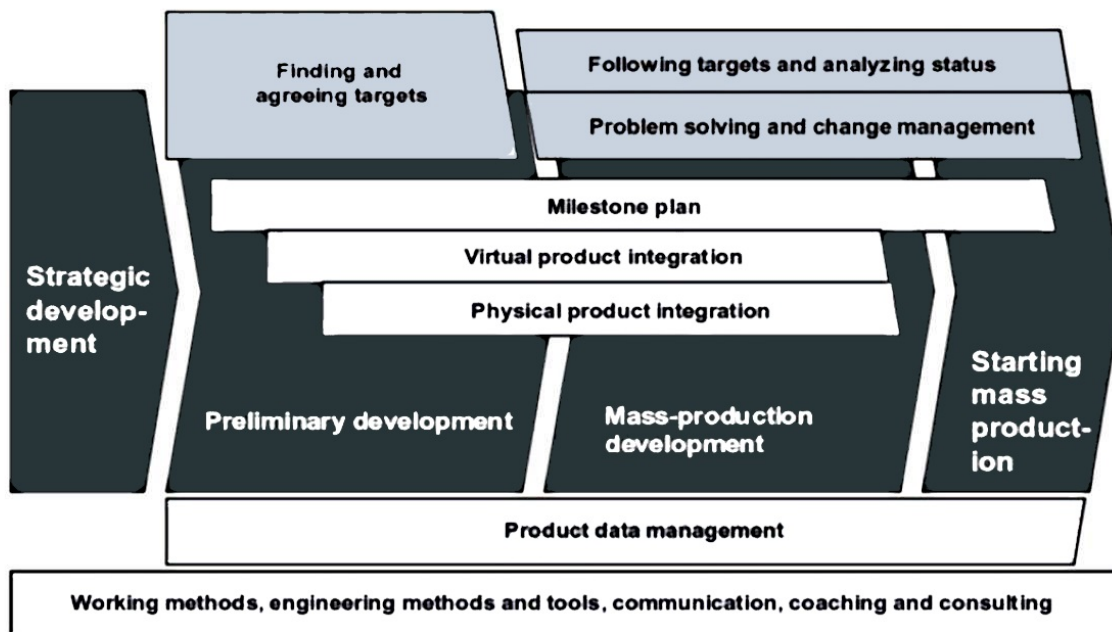 Finding and
agreeing targets
Following targets and analyzing status
Problem solving and change management
Milestone plan
Virtual product integration
Physical product integration
Strategic
develop-
ment
Preliminary development
Mass-production
development
Starting
mass
product-
ion
Product data management
Working methods, engineering methods and tools, communication, coaching and consulting